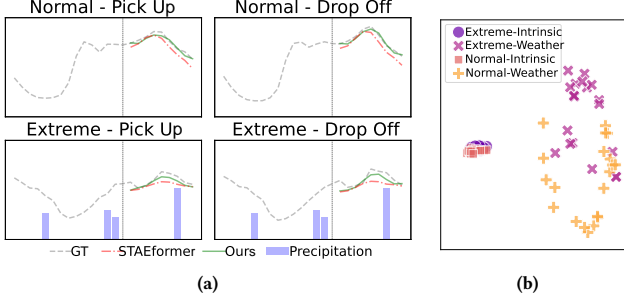 Normal - Pick Up
Normal - Drop Off
Extreme - Pick Up
Extreme - Drop Off
GT
STAEformer
Ours
Precipitation
(a)
Extreme-Intrinsic
Extreme-Weather
Normal-Intrinsic
Normal-Weather
(b)